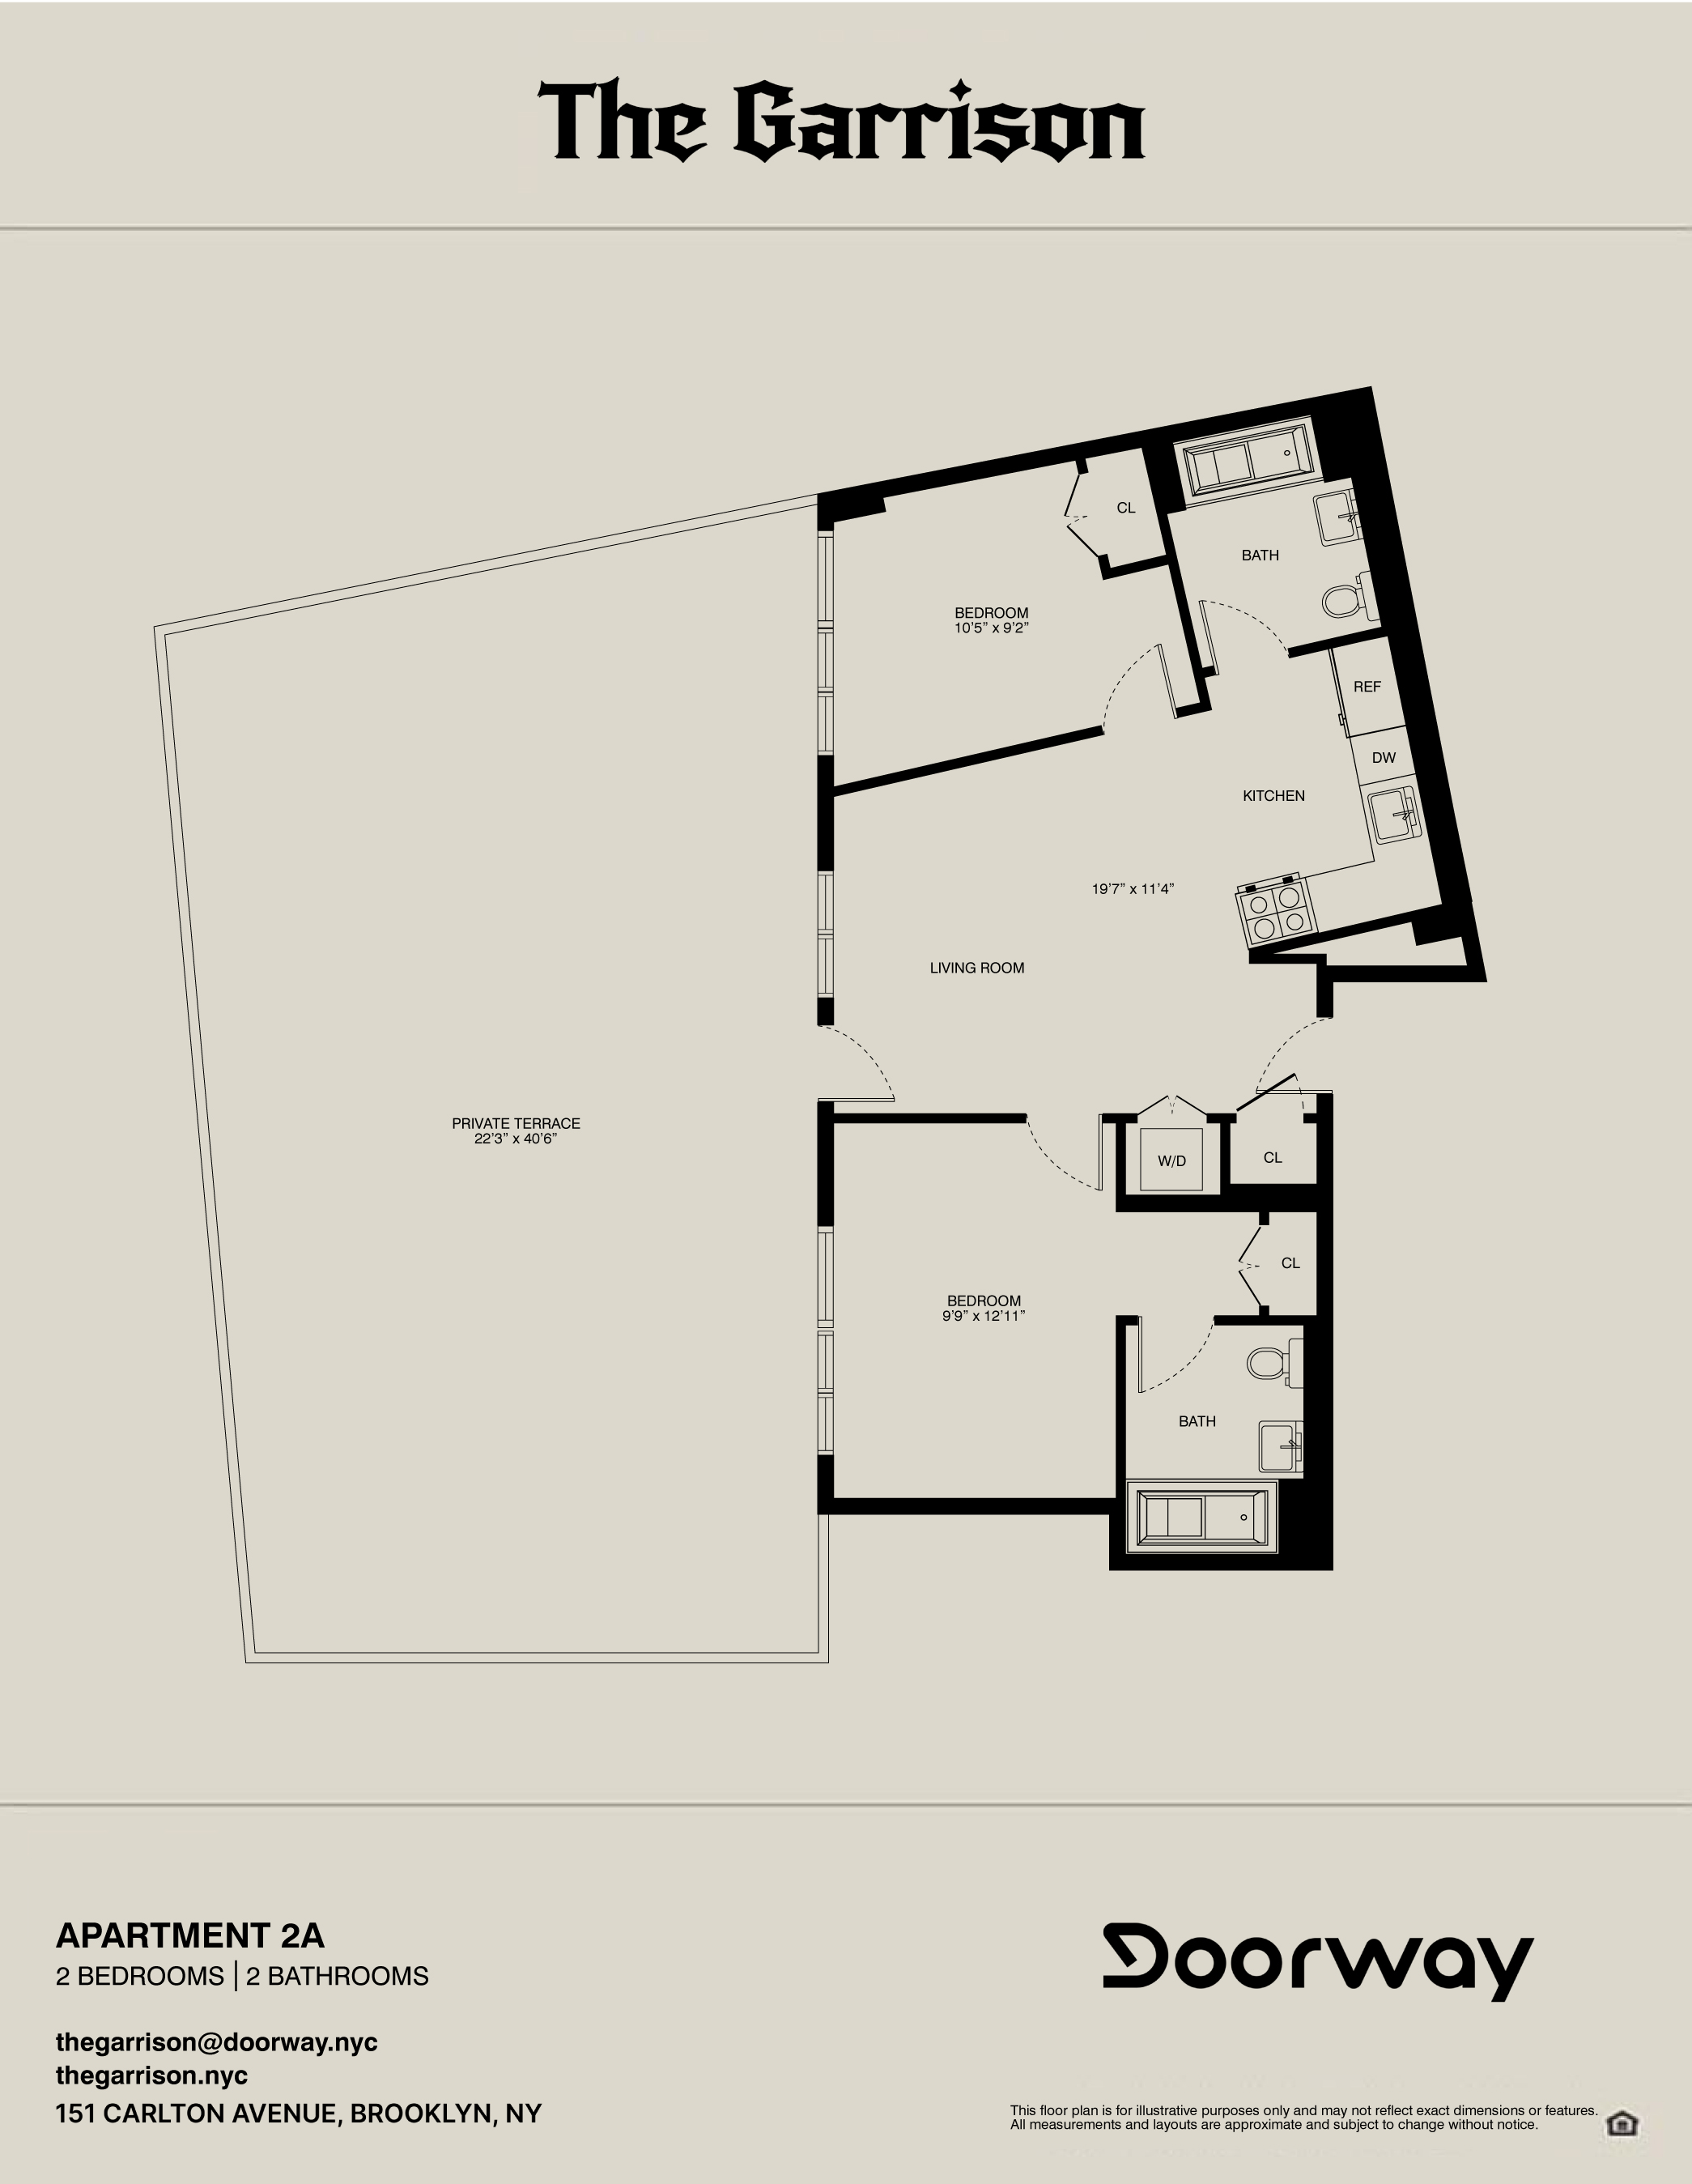 The Garrison
CL
BATH
BEDROOM
10’5” x 9’2”
REF
DW
KITCHEN
19’7” x 11’4”
LIVING ROOM
PRIVATE TERRACE
22’3” x 40’6”
W/D
CL
CL
BEDROOM
9’9” x 12’11”
BATH
APARTMENT 2A
2 BEDROOMS | 2 BATHROOMS
thegarrison@doorway.nyc
thegarrison.nyc
151 CARLTON AVENUE, BROOKLYN, NY
Doorway
This floor plan is for illustrative purposes only and may not reflect exact dimensions or features.
All measurements and layouts are approximate and subject to change without notice.